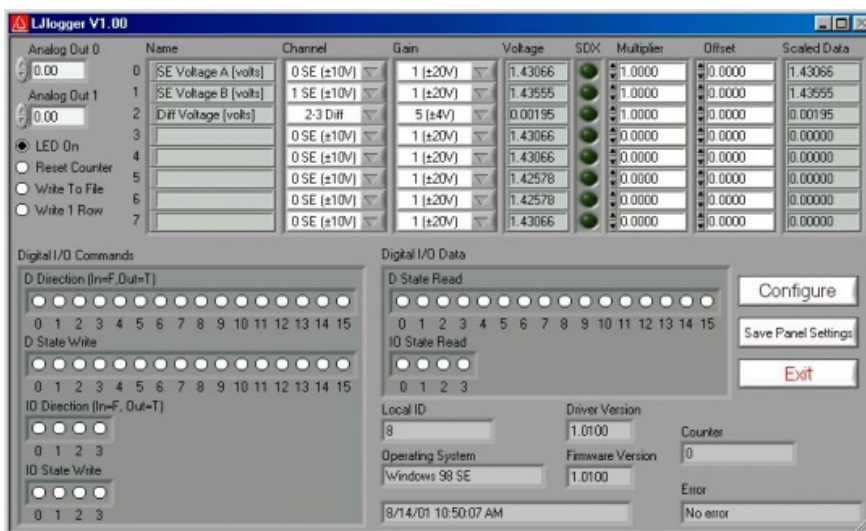 LJlogger V1.00
Analog Out 0 Name Channel Gain Voltage SDX Multiplier Offset Scaled Data
0.00
0 SE Voltage A [volts] 0 SE (±10V) 1 (±20V) 1.43066 1.0000 0.0000 1.43066
Analog Out 1
1 SE Voltage B [volts] 1 SE (±10V) 1 (±20V) 1.43555 1.0000 0.0000 1.43555
0.00
2 Diff Voltage [volts] 2-3 Diff 5 (±4V) 0.00195 1.0000 0.0000 0.00195
LED On
3 0 SE (±10V) 1 (±20V) 1.43066 0.0000 0.0000 0.00000
Reset Counter
4 0 SE (±10V) 1 (±20V) 1.43066 0.0000 0.0000 0.00000
Write To File
5 0 SE (±10V) 1 (±20V) 1.42578 0.0000 0.0000 0.00000
Write 1 Row
6 0 SE (±10V) 1 (±20V) 1.42578 0.0000 0.0000 0.00000
7 0 SE (±10V) 1 (±20V) 1.43066 0.0000 0.0000 0.00000
Digital I/O Commands
D Direction (In=F,Out=T)
0 1 2 3 4 5 6 7 8 9 10 11 12 13 14 15
D State Write
0 1 2 3 4 5 6 7 8 9 10 11 12 13 14 15
IO Direction (In=F, Out=T)
0 1 2 3
IO State Write
0 1 2 3
Digital I/O Data
D State Read
0 1 2 3 4 5 6 7 8 9 10 11 12 13 14 15
IO State Read
0 1 2 3
Configure
Save Panel Settings
Exit
Local ID
8
Driver Version
1.0100
Counter
0
Operating System
Windows 98 SE
Firmware Version
1.0100
Error
No error
8/14/01 10:50:07 AM